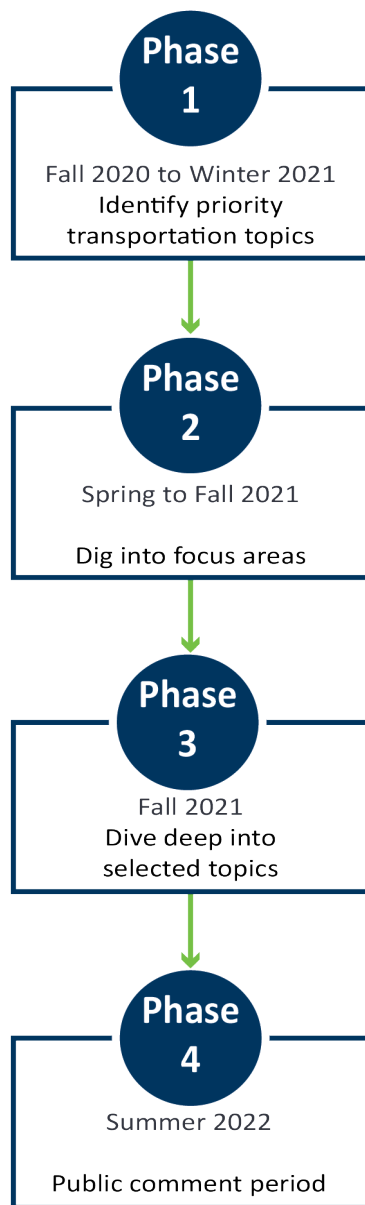 Phase
1
Fall 2020 to Winter 2021
Identify priority
transportation topics
Phase
2
Spring to Fall 2021
Dig into focus areas
Phase
3
Fall 2021
Dive deep into
selected topics
Phase
4
Summer 2022
Public comment period